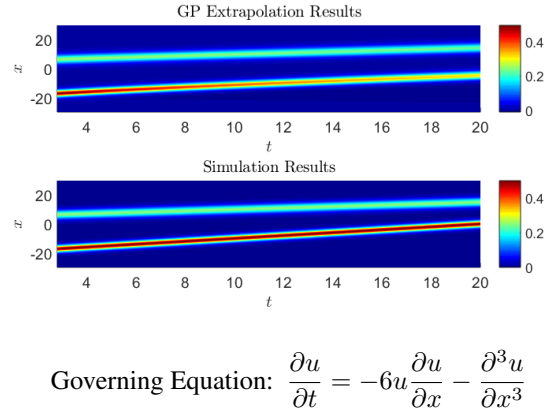 GP Extrapolation Results
20
0
-20
x
4 6 8 10 12 14 16 18 20
t
0.4
0.2
0
Simulation Results
20
0
-20
x
4 6 8 10 12 14 16 18 20
t
0.4
0.2
0
Governing Equation: ∂u/∂t = −6u ∂u/∂x − ∂³u/∂x³